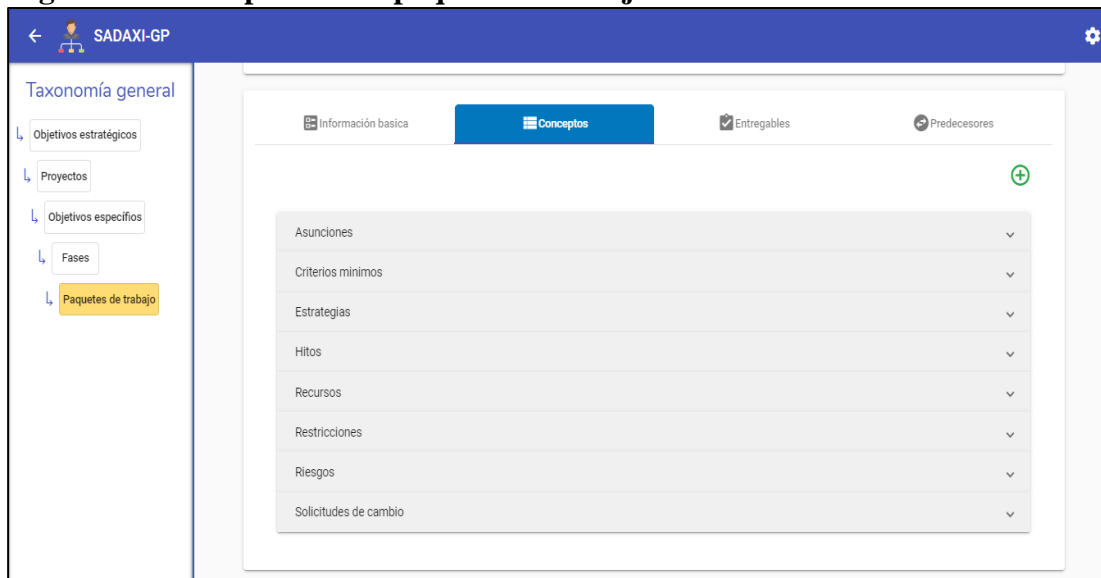 SADAXI-GP
Taxonomía general
Objetivos estratégicos
Proyectos
Objetivos específios
Fases
Paquetes de trabajo
Información basica
Conceptos
Entregables
Predecesores
Asunciones
Criterios minimos
Estrategias
Hitos
Recursos
Restricciones
Riesgos
Solicitudes de cambio